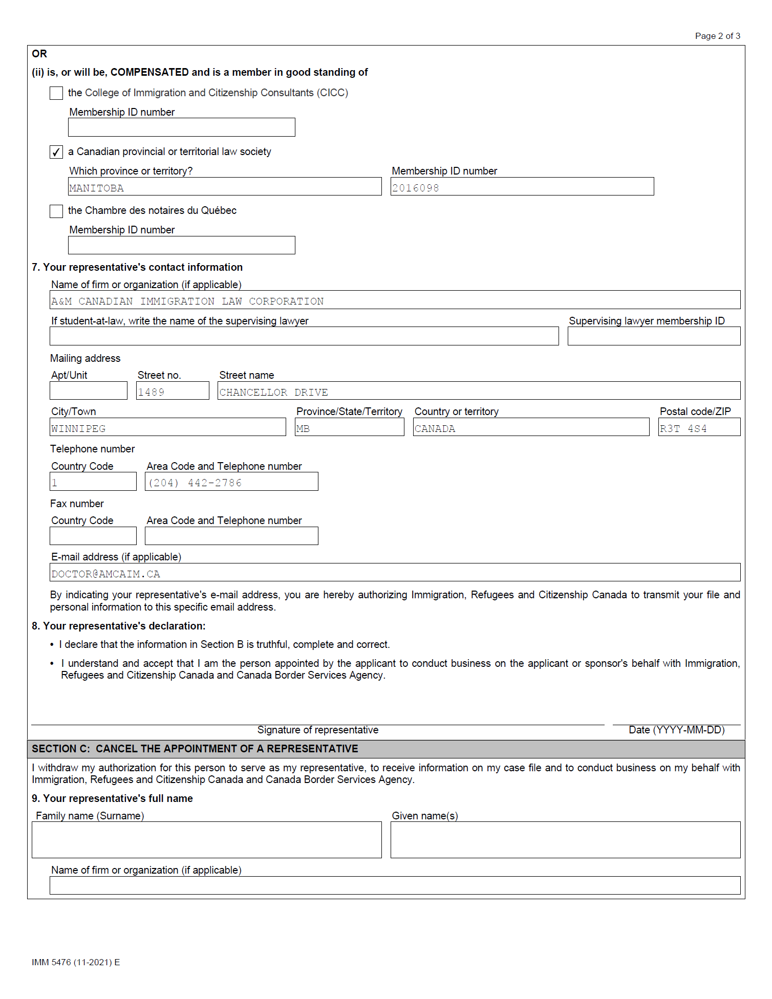 Page 2 of 3
OR
(ii) is, or will be, COMPENSATED and is a member in good standing of
the College of Immigration and Citizenship Consultants (CICC)
Membership ID number
✓ a Canadian provincial or territorial law society
Which province or territory? Membership ID number
MANITOBA 2016098
the Chambre des notaires du Québec
Membership ID number
7. Your representative's contact information
Name of firm or organization (if applicable)
A&M CANADIAN IMMIGRATION LAW CORPORATION
If student-at-law, write the name of the supervising lawyer Supervising lawyer membership ID
Mailing address
Apt/Unit Street no. Street name
1489 CHANCELLOR DRIVE
City/Town Province/State/Territory Country or territory Postal code/ZIP
WINNIPEG MB CANADA R3T 4S4
Telephone number
Country Code Area Code and Telephone number
1 (204) 442-2786
Fax number
Country Code Area Code and Telephone number
E-mail address (if applicable)
DOCTOR@AMCAIM.CA
By indicating your representative's e-mail address, you are hereby authorizing Immigration, Refugees and Citizenship Canada to transmit your file and
personal information to this specific email address.
8. Your representative's declaration:
• I declare that the information in Section B is truthful, complete and correct.
• I understand and accept that I am the person appointed by the applicant to conduct business on the applicant or sponsor's behalf with Immigration,
Refugees and Citizenship Canada and Canada Border Services Agency.
Signature of representative Date (YYYY-MM-DD)
SECTION C: CANCEL THE APPOINTMENT OF A REPRESENTATIVE
I withdraw my authorization for this person to serve as my representative, to receive information on my case file and to conduct business on my behalf with
Immigration, Refugees and Citizenship Canada and Canada Border Services Agency.
9. Your representative's full name
Family name (Surname) Given name(s)
Name of firm or organization (if applicable)
IMM 5476 (11-2021) E